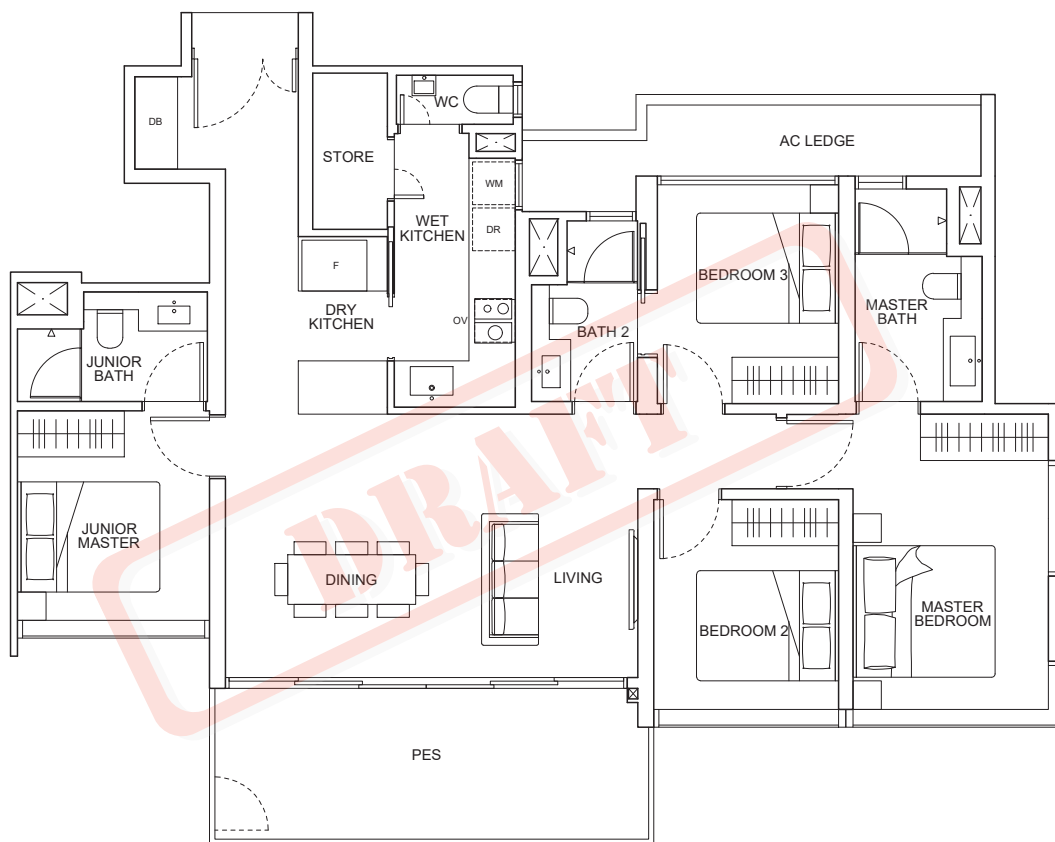 WC
DB
STORE
AC LEDGE
WM
WET
KITCHEN
DR
F
BEDROOM 3
DRY
KITCHEN
OV
BATH 2
MASTER
BATH
JUNIOR
BATH
DRAFT
JUNIOR
MASTER
DINING
LIVING
BEDROOM 2
MASTER
BEDROOM
PES